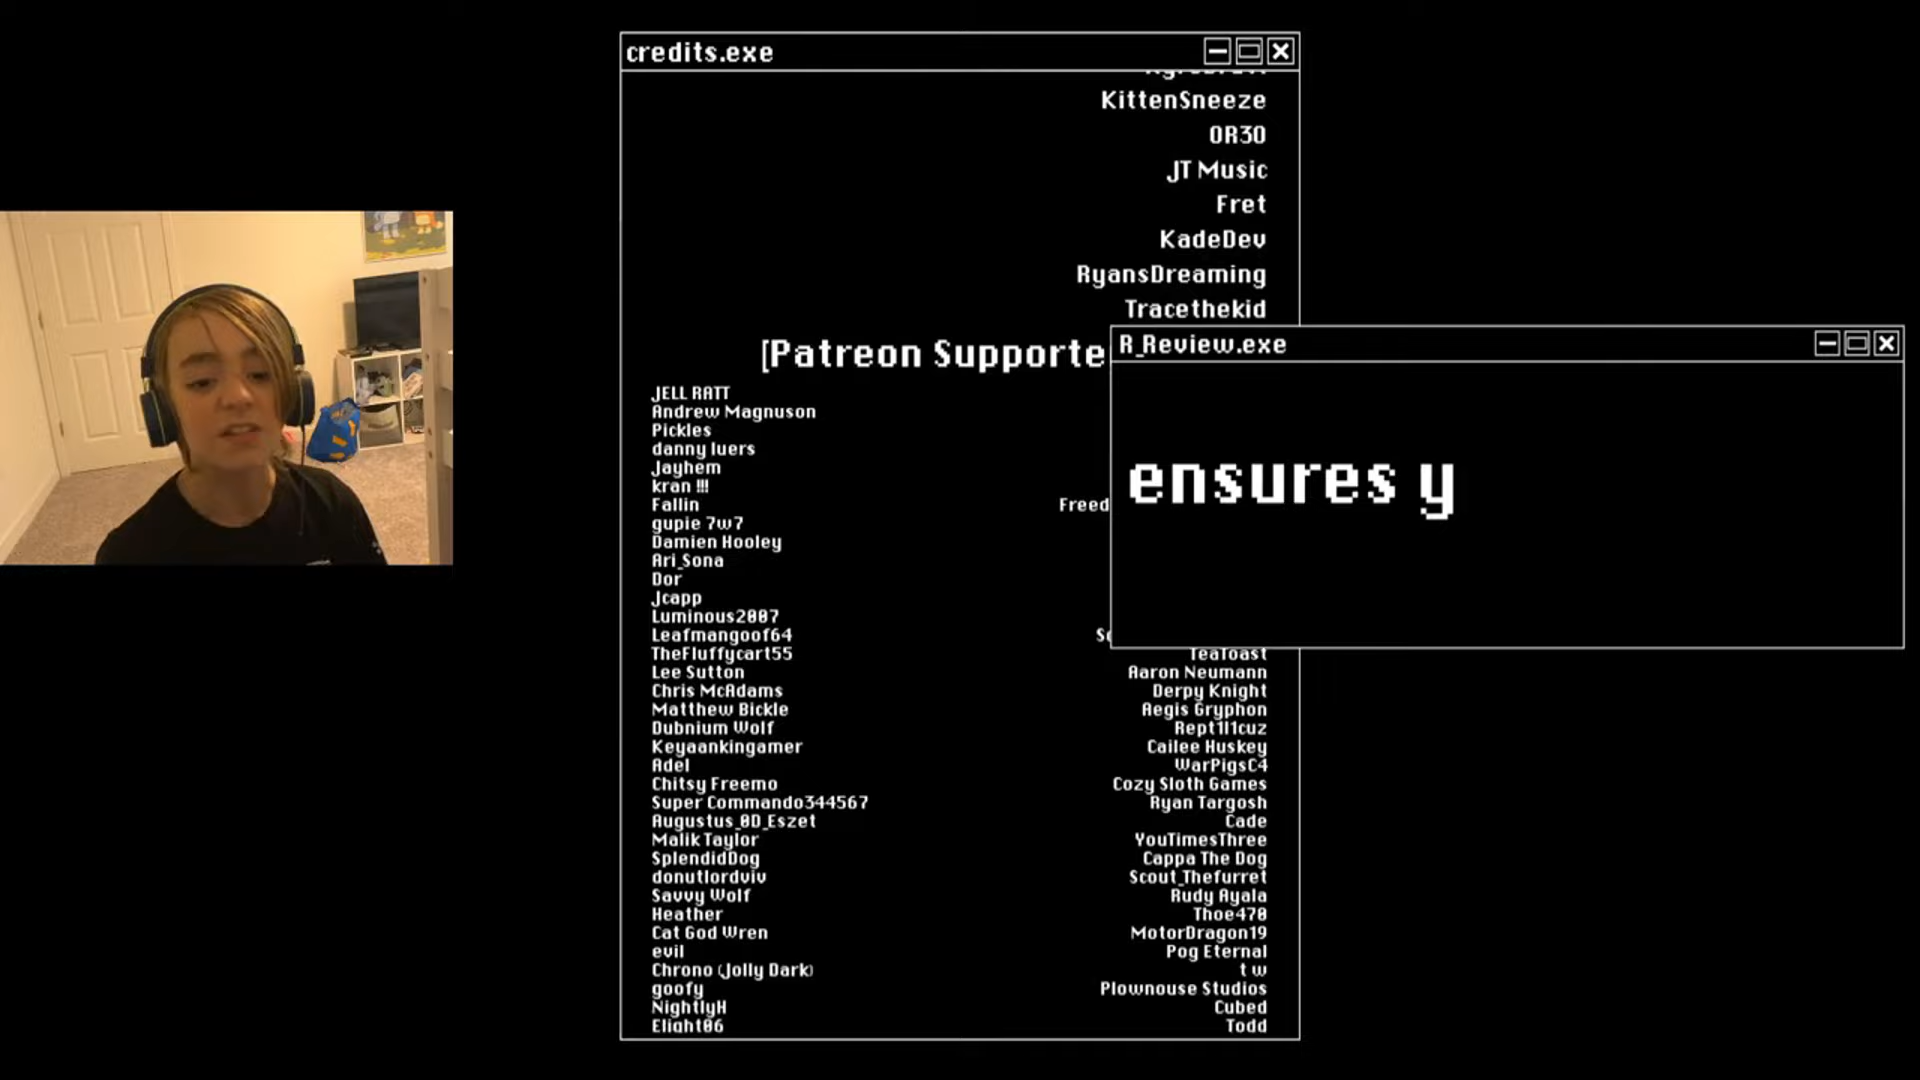 credits.exe
KittenSneeze
OR3O
JT Music
Fret
KadeDev
RyansDreaming
Tracethekid
[Patreon Supporte
R_Review.exe
ensures y
JELL RATT
Andrew Magnuson
Pickles
danny luers
Jayhem
kran !!!
Fallin
Freed
gupie 7w7
Damien Hooley
Ari_Sona
Dor
Jcapp
Luminous2007
Leafmangoof64
TheFluffycart55
TeaToast
Lee Sutton
Aaron Neumann
Chris McAdams
Derpy Knight
Matthew Bickle
Aegis Gryphon
Dubnium Wolf
Rept1l1cuz
Keyaankingamer
Cailee Huskey
Adel
WarPigsC4
Chitsy Freemo
Cozy Sloth Games
Super Commando344567
Ryan Targosh
Augustus_0D_Eszet
Cade
Malik Taylor
YouTimesThree
SplendidDog
Cappa The Dog
donutlordviv
Scout_Thefurret
Savvy Wolf
Rudy Ayala
Heather
Thoe470
Cat God Wren
MotorDragon19
evil
Pog Eternal
Chrono (Jolly Dark)
t w
goofy
Plownouse Studios
NightlyH
Cubed
Elight06
Todd